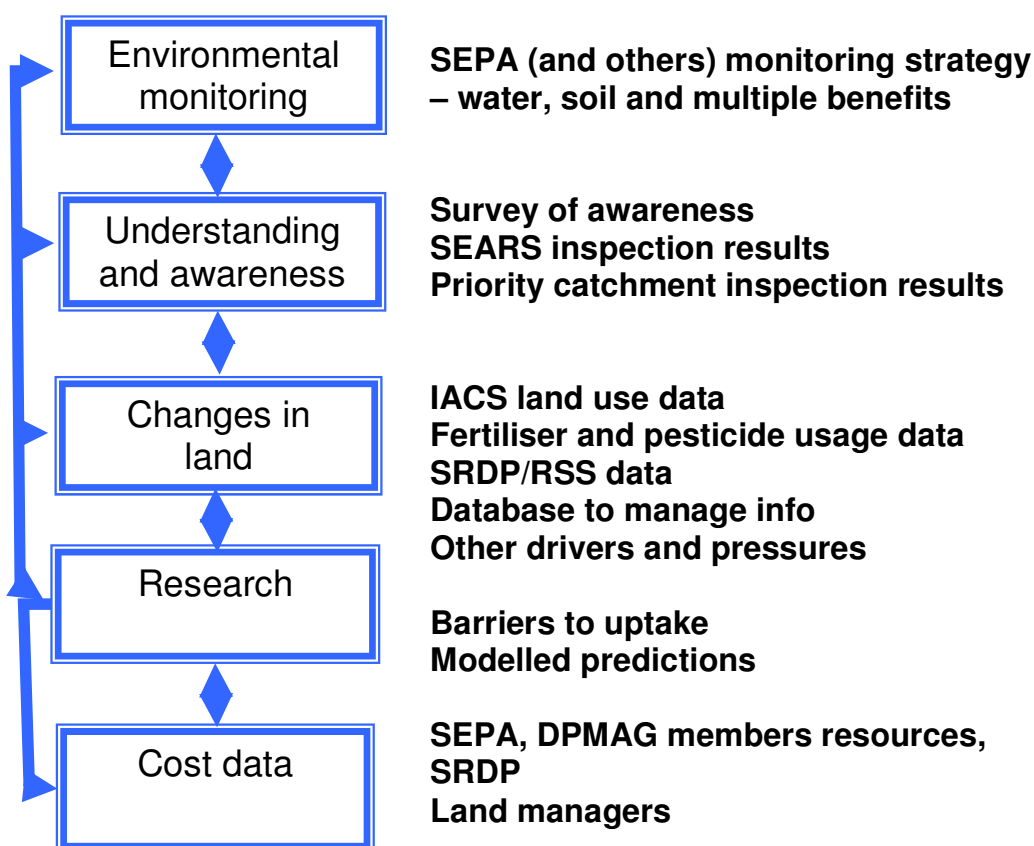 Environmental
monitoring
SEPA (and others) monitoring strategy
– water, soil and multiple benefits
Understanding
and awareness
Survey of awareness
SEARS inspection results
Priority catchment inspection results
Changes in
land
IACS land use data
Fertiliser and pesticide usage data
SRDP/RSS data
Database to manage info
Other drivers and pressures
Research
Barriers to uptake
Modelled predictions
Cost data
SEPA, DPMAG members resources,
SRDP
Land managers